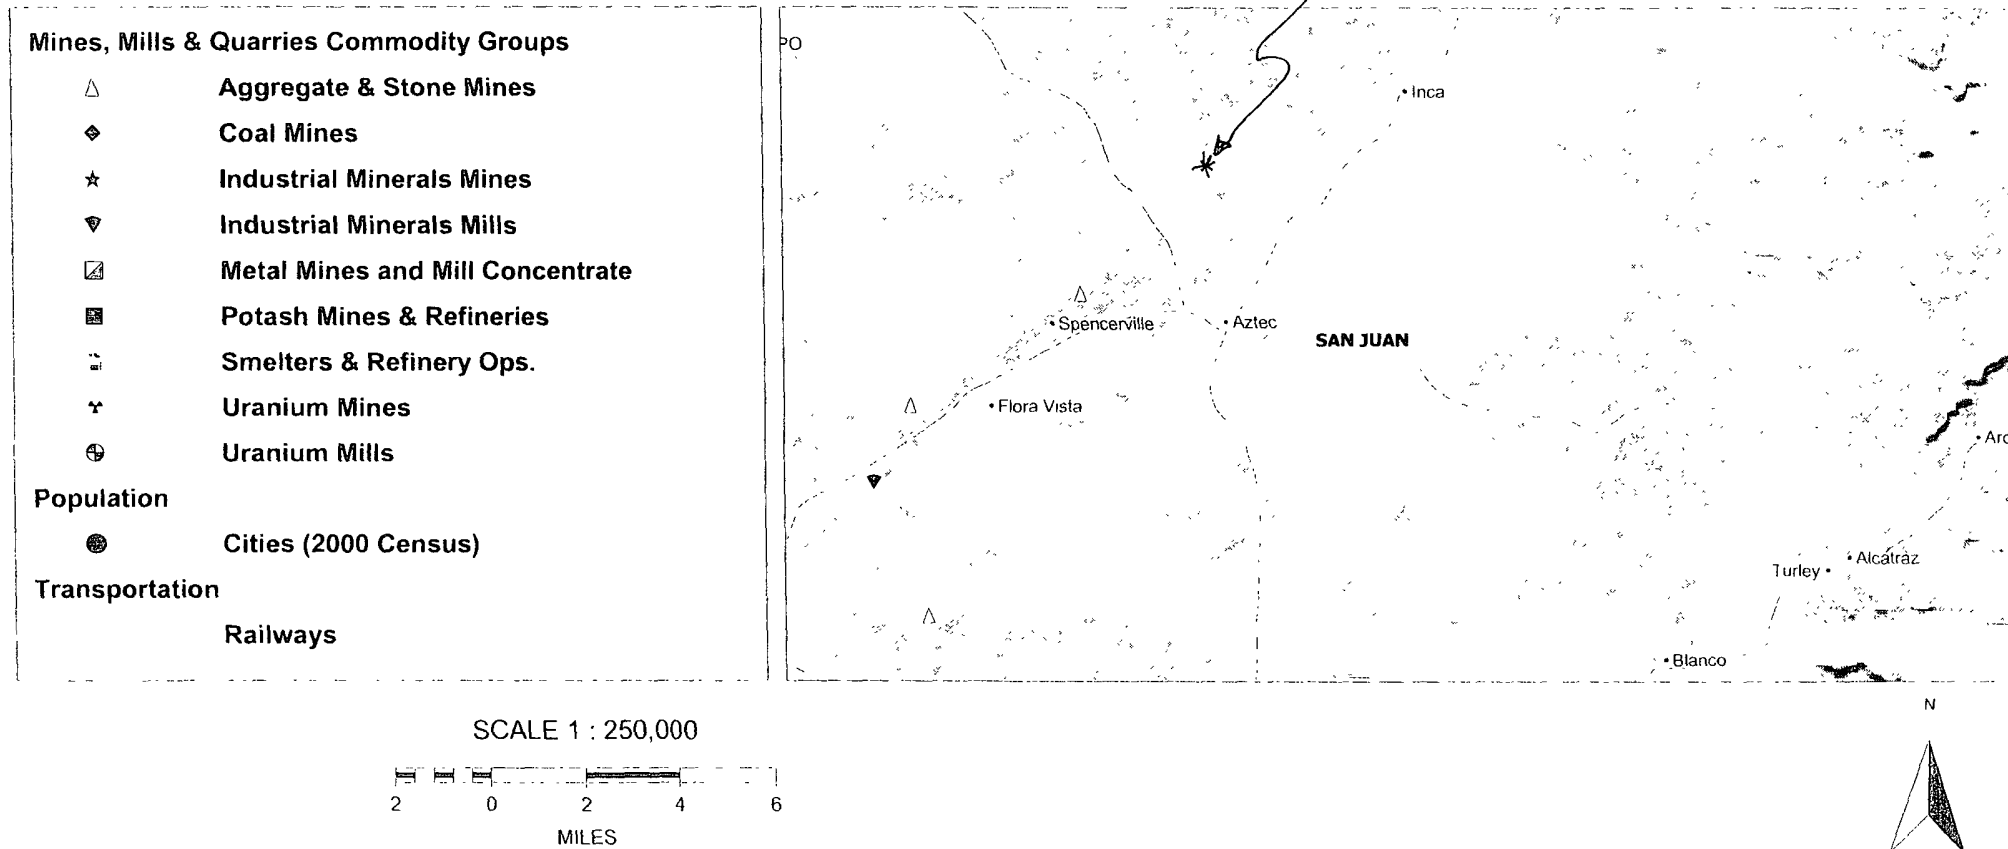 Mines, Mills & Quarries Commodity Groups
Aggregate & Stone Mines
Coal Mines
Industrial Minerals Mines
Industrial Minerals Mills
Metal Mines and Mill Concentrate
Potash Mines & Refineries
Smelters & Refinery Ops.
Uranium Mines
Uranium Mills
Population
Cities (2000 Census)
Transportation
Railways
PO
Inca
Spencerville
Aztec
SAN JUAN
Flora Vista
Arc
Alcatraz
Turley
Blanco
SCALE 1 : 250,000
2 0 2 4 6
MILES
N